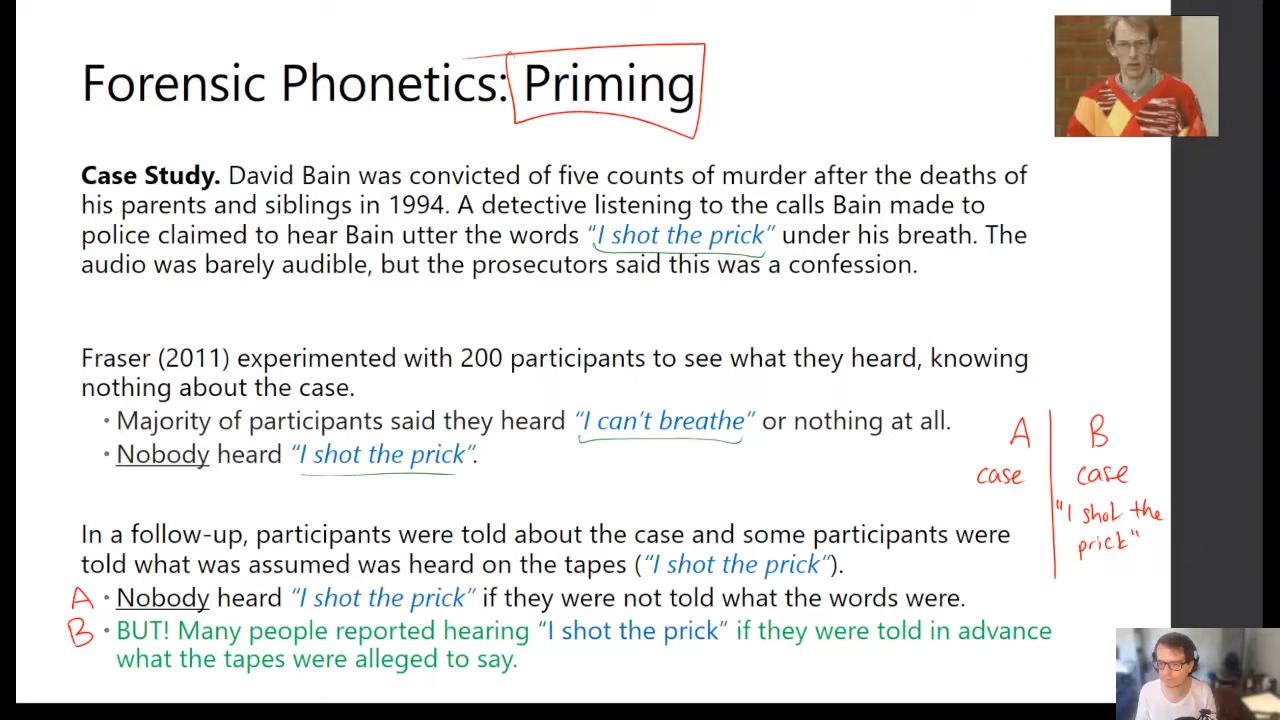 Forensic Phonetics: Priming
Case Study. David Bain was convicted of five counts of murder after the deaths of
his parents and siblings in 1994. A detective listening to the calls Bain made to
police claimed to hear Bain utter the words “I shot the prick” under his breath. The
audio was barely audible, but the prosecutors said this was a confession.
Fraser (2011) experimented with 200 participants to see what they heard, knowing
nothing about the case.
• Majority of participants said they heard “I can’t breathe” or nothing at all.
• Nobody heard “I shot the prick”.
A B
case case
"I shot the
prick"
In a follow-up, participants were told about the case and some participants were
told what was assumed was heard on the tapes (“I shot the prick”).
A • Nobody heard “I shot the prick” if they were not told what the words were.
B • BUT! Many people reported hearing “I shot the prick” if they were told in advance
what the tapes were alleged to say.